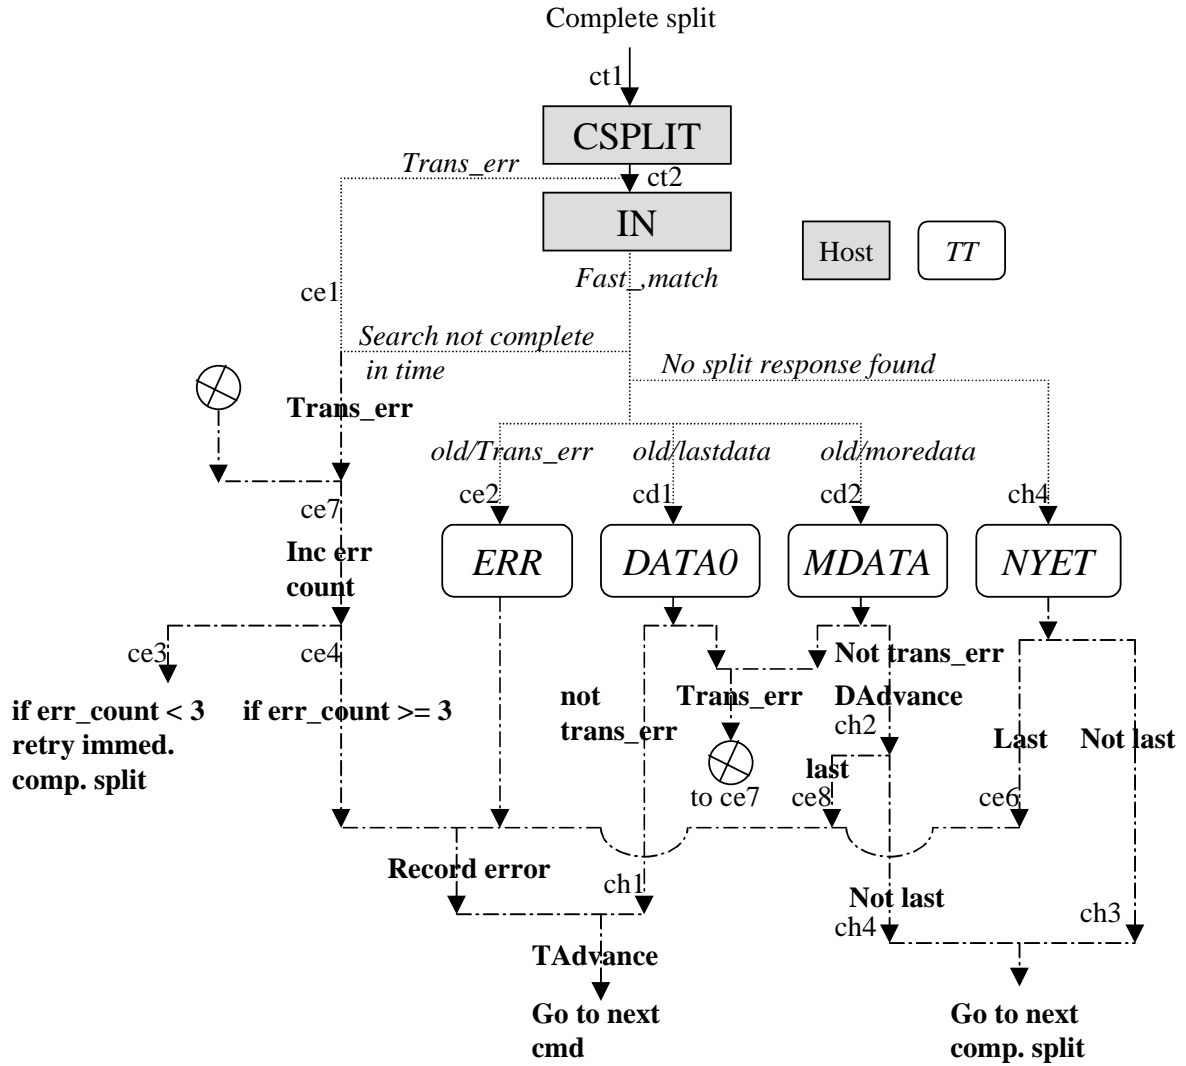 Complete split
ct1
CSPLIT
Trans_err
ct2
IN
Host
TT
Fast_,match
ce1
Search not complete
in time
No split response found
Trans_err
old/Trans_err
old/lastdata
old/moredata
ce2
cd1
cd2
ch4
ce7
Inc err
count
ERR
DATA0
MDATA
NYET
ce3
ce4
Not trans_err
not
trans_err
Trans_err
DAdvance
if err_count < 3
retry immed.
comp. split
if err_count >= 3
ch2
Last
Not last
last
to ce7
ce8
ce6
Record error
ch1
Not last
ch4
ch3
TAdvance
Go to next
cmd
Go to next
comp. split